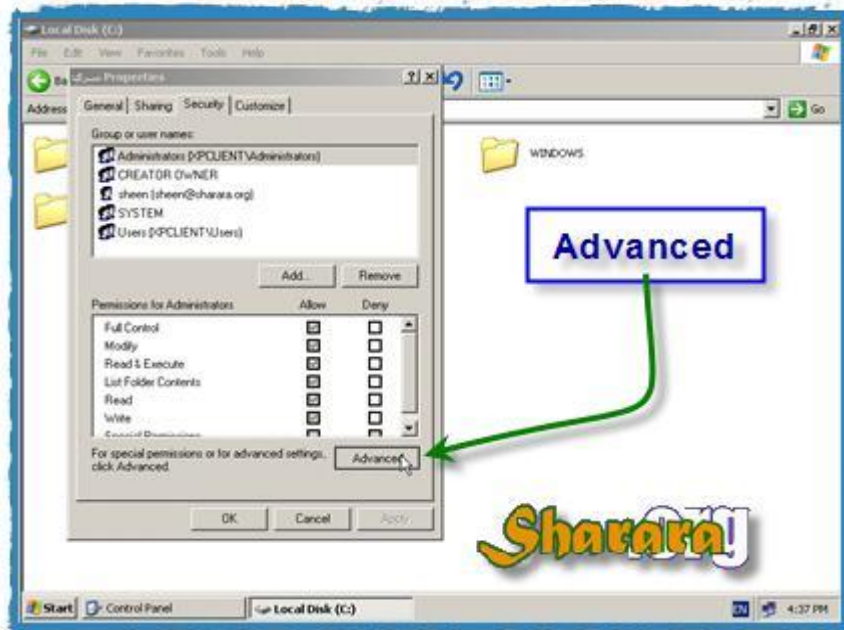 Local Disk (C:)
File Edit View Favorites Tools Help
Properties
General Sharing Security Customize
Address
Go
Group or user names:
Administrators (XPCLIENT\Administrators)
CREATOR OWNER
sheen (sheen@sharara.org)
SYSTEM
Users (XPCLIENT\Users)
Add... Remove
Permissions for Administrators Allow Deny
Full Control
Modify
Read & Execute
List Folder Contents
Read
Write
Special Permissions
For special permissions or for advanced settings,
click Advanced.
Advanced
OK Cancel Apply
WINDOWS
Advanced
Sharara.org
Start Control Panel Local Disk (C:) EN 4:37 PM